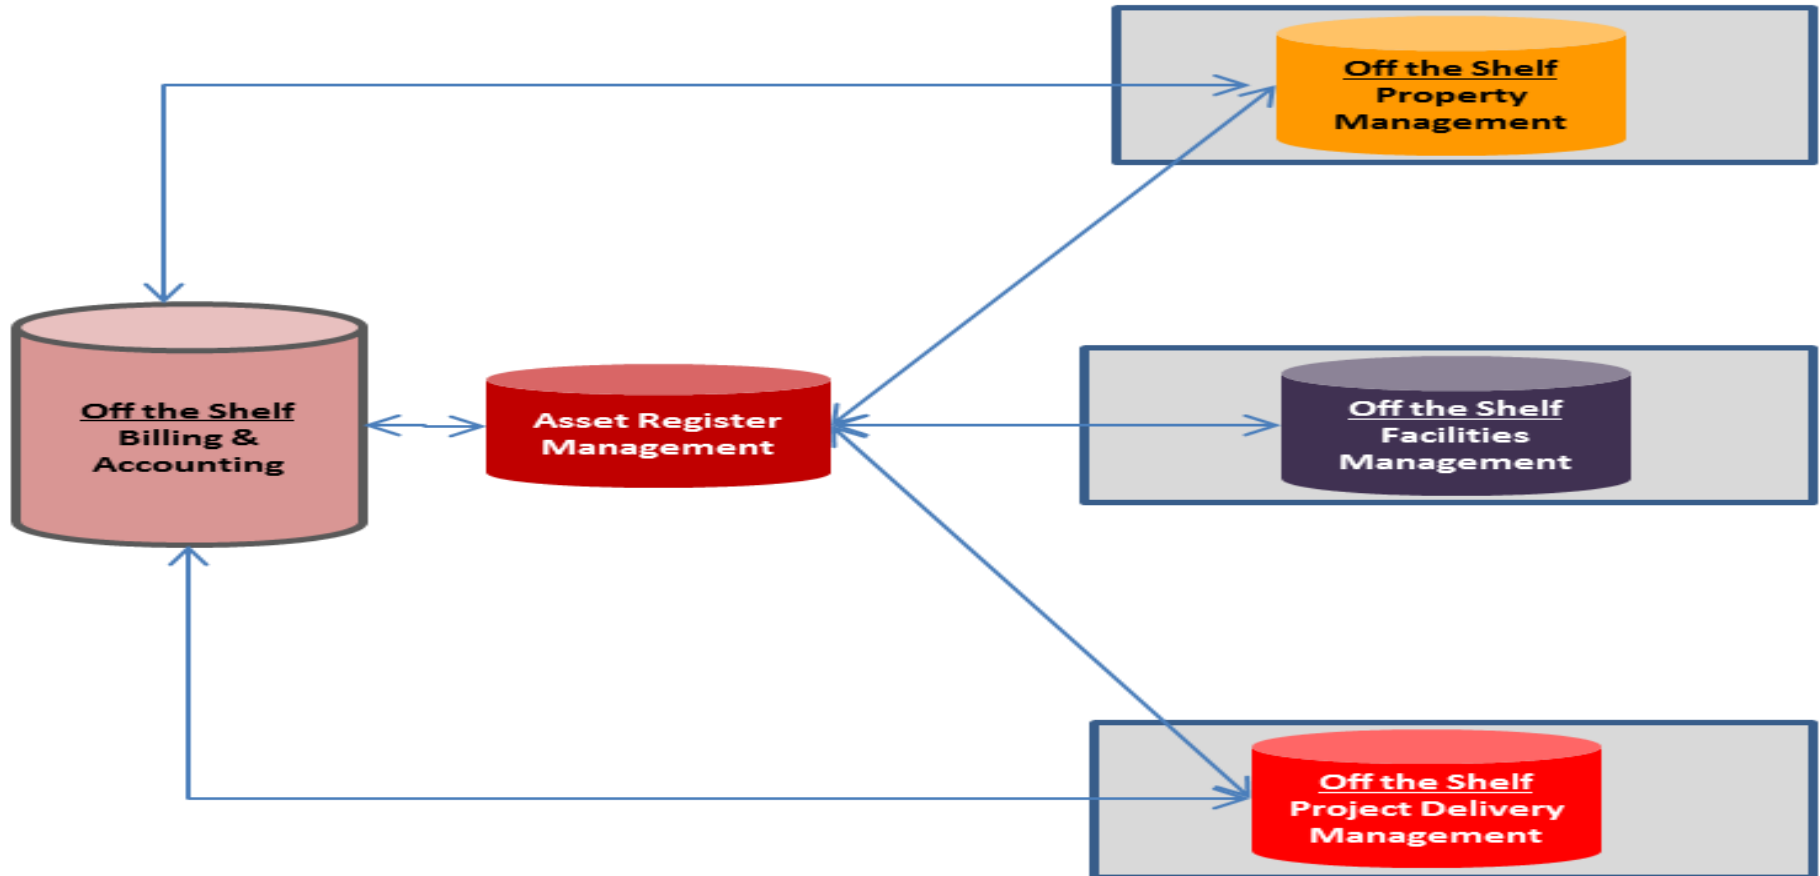 Off the Shelf
Property
Management
Off the Shelf
Billing &
Accounting
Asset Register
Management
Off the Shelf
Facilities
Management
Off the Shelf
Project Delivery
Management